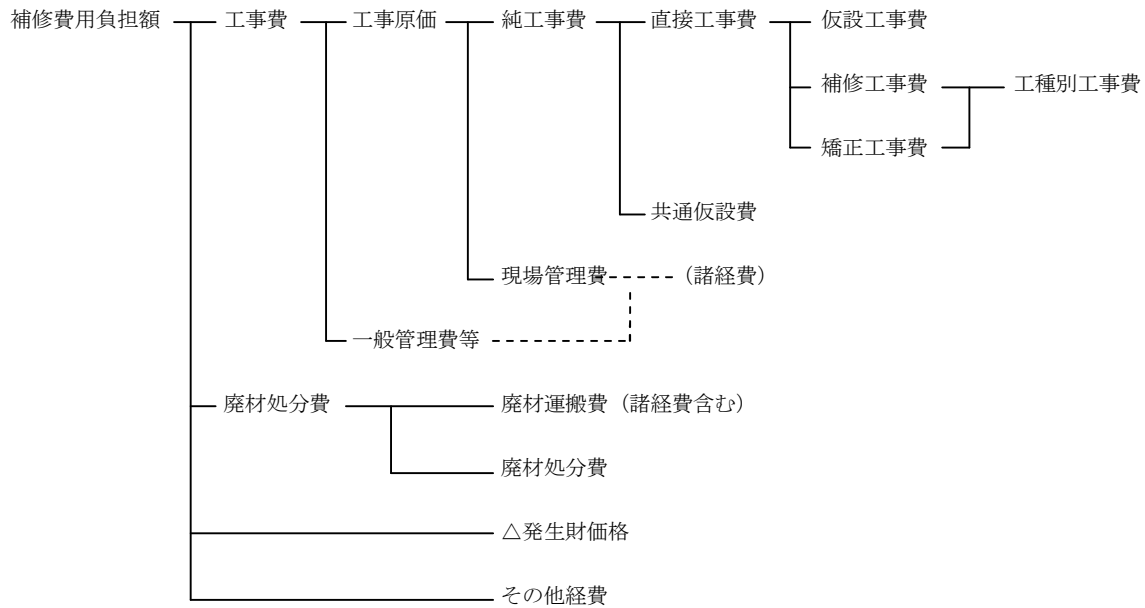 補修費用負担額 工事費 工事原価 純工事費 直接工事費 仮設工事費
補修工事費 工種別工事費
矯正工事費
共通仮設費
現場管理費 (諸経費)
一般管理費等
廃材処分費 廃材運搬費(諸経費含む)
廃材処分費
△発生財価格
その他経費